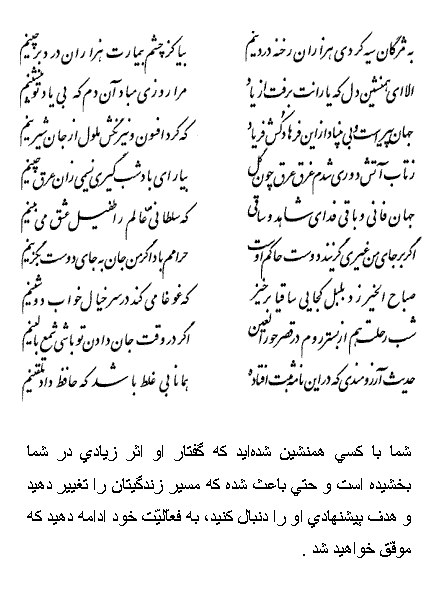 به مژگان سیه کردی هزاران رخنه در دینم بیا کز چشم بیمارت هزاران درد برچینم
الا ای همنشین دل که یارانت برفت از یاد مرا روزی مباد آن دم که بی یاد تو بنشینم
جهان پیر است و بی بنیاد از این فرهادکش فریاد که کرد افسون و نیرنگش ملول از جان شیرینم
ز تاب آتش دوری شدم غرق عرق چون گل بیار ای باد شبگیری نسیمی زان عرق چینم
جهان فانی و باقی فدای شاهد و ساقی که سلطانی عالم را طفیل عشق می بینم
اگر بر جای من غیری گزیند دوست حاکم اوست حرامم باد اگر من جان به جای دوست بگزینم
صباح الخیر زد بلبل کجایی ساقیا برخیز که غوغا می کند در سر خیال خواب دوشینم
شب رحلت هم از بستر روم در قصر حورالعین اگر در وقت جان دادن تو باشی شمع بالینم
حدیث آرزومندی که در این نامه ثبت افتاد همانا بی غلط باشد که حافظ داد تلقینم
شما با كسي همنشين شده‌ايد كه گفتار او اثر زيادي در شما
بخشيده است و حتي باعث شده كه مسير زندگيتان را تغيير دهيد
و هدف پيشنهادي او را دنبال كنيد، به فعاليّت خود ادامه دهيد كه
موفّق خواهيد شد .